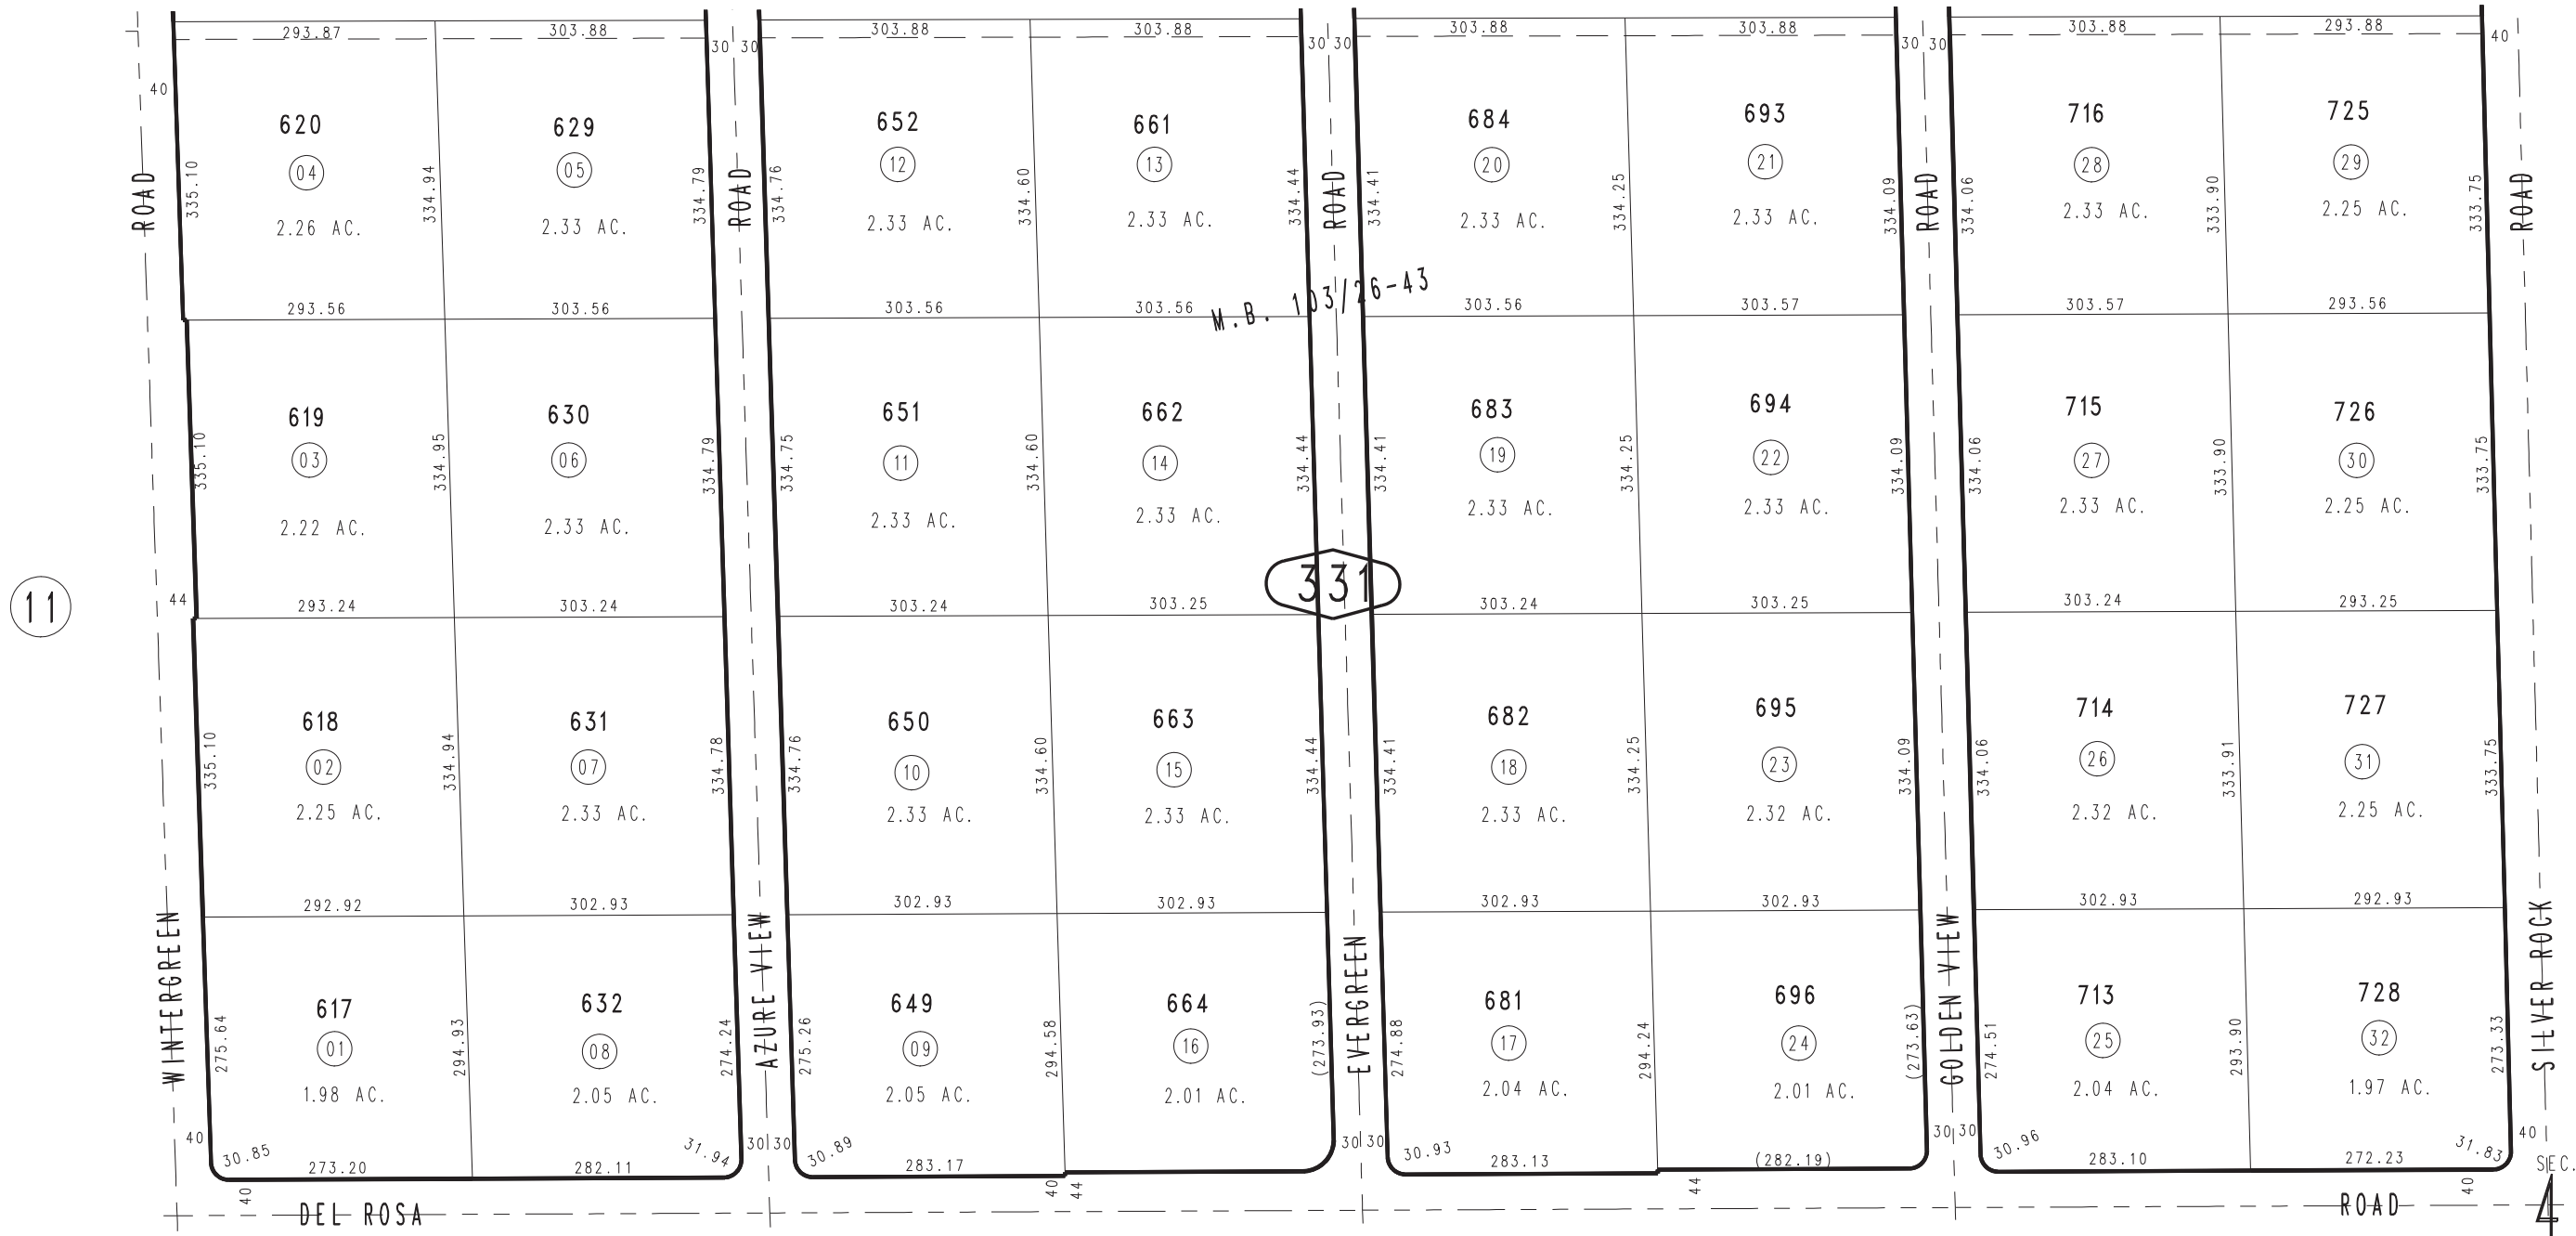 293.87 303.88 303.88 303.88 303.88 303.88 303.88 293.88
30 30 30 30 30 30 40
40
620 629 652 661 684 693 716 725
04 05 12 13 20 21 28 29
ROAD 335.10 334.94 334.79 ROAD 334.76 334.60 334.44 ROAD 334.41 334.25 334.09 ROAD 334.06 333.90 333.75 ROAD
2.26 AC. 2.33 AC. 2.33 AC. 2.33 AC. 2.33 AC. 2.33 AC. 2.33 AC. 2.25 AC.
M.B. 103/26-43
293.56 303.56 303.56 303.56 303.56 303.57 303.57 293.56
619 630 651 662 683 694 715 726
03 06 11 14 19 22 27 30
335.10 334.95 334.79 334.75 334.60 334.44 334.41 334.25 334.09 334.06 333.90 333.75
2.22 AC. 2.33 AC. 2.33 AC. 2.33 AC. 2.33 AC. 2.33 AC. 2.33 AC. 2.25 AC.
331
11 44 293.24 303.24 303.24 303.25 303.24 303.25 303.24 293.25
618 631 650 663 682 695 714 727
02 07 10 15 18 23 26 31
335.10 334.94 334.78 334.76 334.60 334.44 334.41 334.25 334.09 334.06 333.91 333.75
2.25 AC. 2.33 AC. 2.33 AC. 2.33 AC. 2.33 AC. 2.32 AC. 2.32 AC. 2.25 AC.
292.92 302.93 302.93 302.93 302.93 302.93 302.93 292.93
WINTERGREEN AZURE VIEW EVERGREEN GOLDEN VIEW SILVER ROCK
617 632 649 664 681 696 713 728
01 08 09 16 17 24 25 32
275.64 294.93 274.24 275.26 294.58 (273.93) 274.88 294.24 (273.63) 274.51 293.90 273.33
1.98 AC. 2.05 AC. 2.05 AC. 2.01 AC. 2.04 AC. 2.01 AC. 2.04 AC. 1.97 AC.
40 30 30 30 30 30 30 40
30.85 31.94 30.89 30.93 30.96 31.83
273.20 282.11 283.17 283.13 (282.19) 283.10 272.23
SEC.
40 40 44 44 40
DEL ROSA ROAD 4